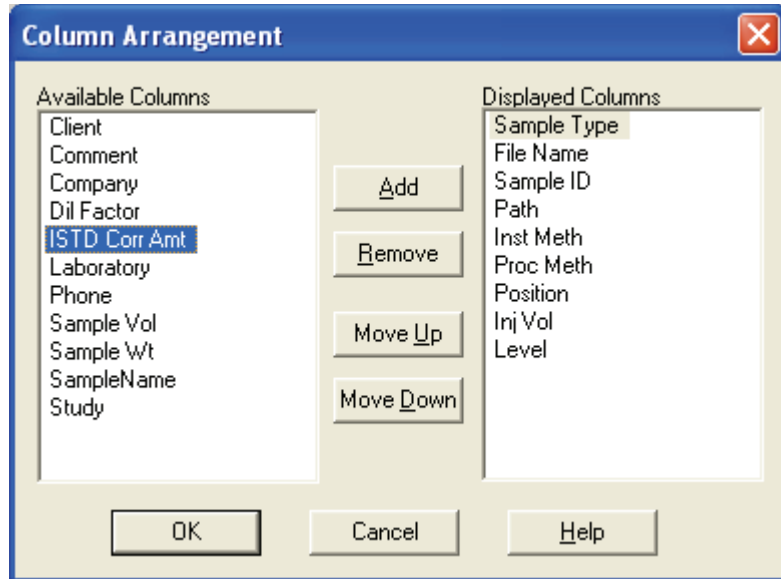 Column Arrangement
Available Columns
Client
Comment
Company
Dil Factor
ISTD Corr Amt
Laboratory
Phone
Sample Vol
Sample Wt
SampleName
Study
Add
Remove
Move Up
Move Down
Displayed Columns
Sample Type
File Name
Sample ID
Path
Inst Meth
Proc Meth
Position
Inj Vol
Level
OK
Cancel
Help